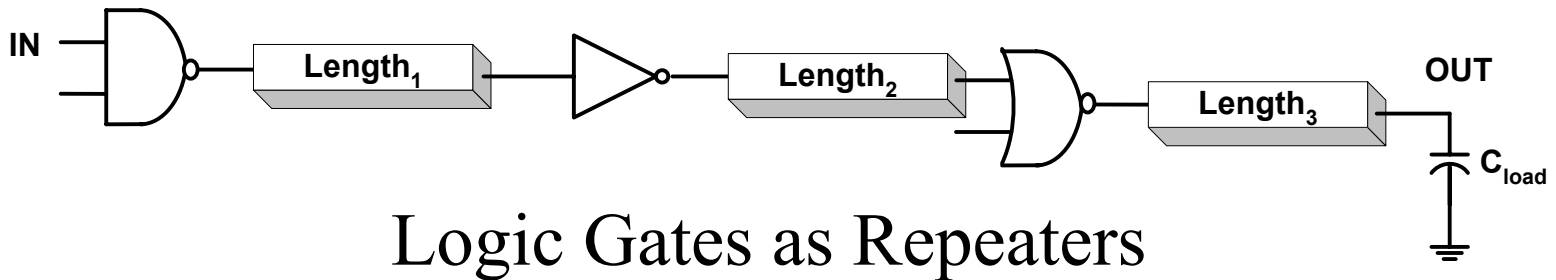 IN
Length1
Length2
Length3
OUT
Cload
Logic Gates as Repeaters